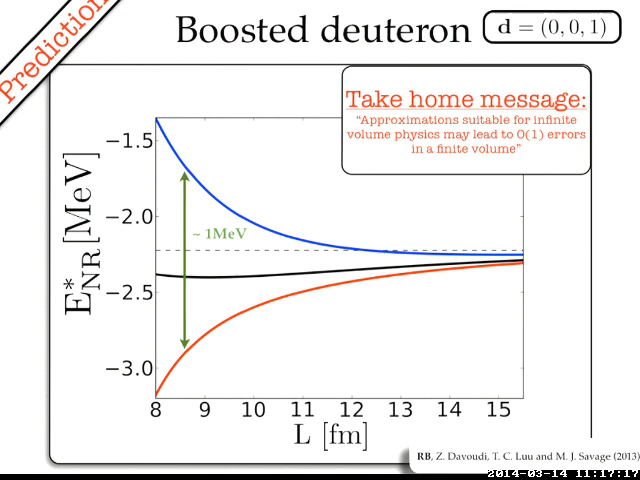 Prediction
Boosted deuteron
d = (0, 0, 1)
Take home message:
"Approximations suitable for infinite
volume physics may lead to O(1) errors
in a finite volume"
E*NR [MeV]
−1.5
−2.0
−2.5
−3.0
~ 1MeV
8 9 10 11 12 13 14 15
L [fm]
RB, Z. Davoudi, T. C. Luu and M. J. Savage (2013)
2014-03-14 11:17:17